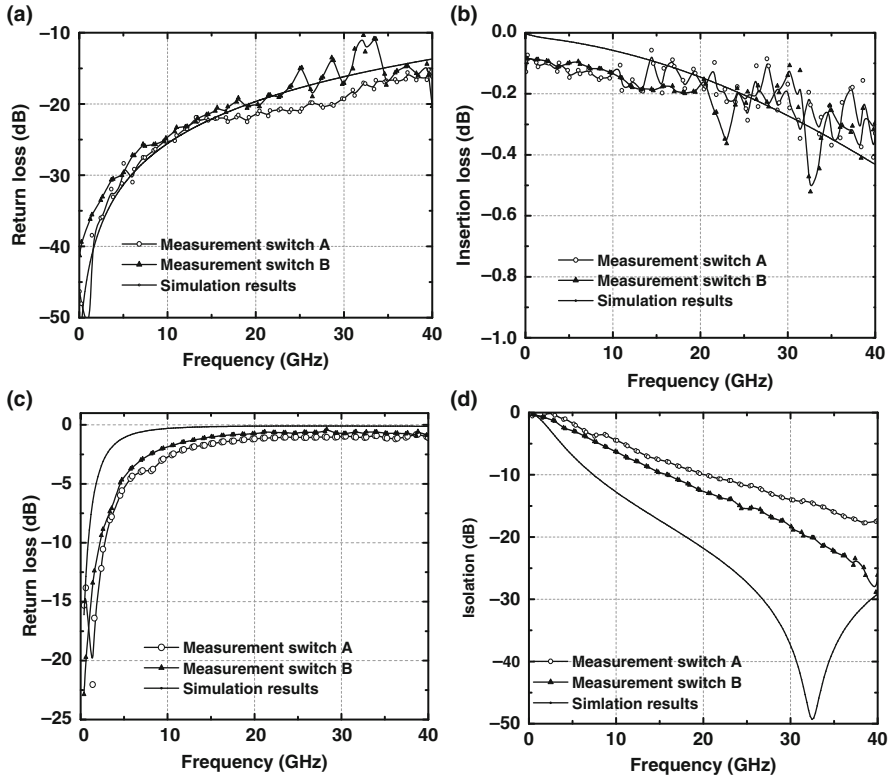 (a)
−10
−20
−30
−40
−50
Return loss (dB)
Measurement switch A
Measurement switch B
Simulation results
0 10 20 30 40
Frequency (GHz)
(b)
0.0
−0.2
−0.4
−0.6
−0.8
−1.0
Insertion loss (dB)
Measurement switch A
Measurement switch B
Simulation results
0 10 20 30 40
Frequency (GHz)
(c)
0
−5
−10
−15
−20
−25
Return loss (dB)
Measurement switch A
Measurement switch B
Simulation results
0 10 20 30 40
Frequency (GHz)
(d)
0
−10
−20
−30
−40
−50
Isolation (dB)
Measurement switch A
Measurement switch B
Simlation results
0 10 20 30 40
Frequency (GHz)